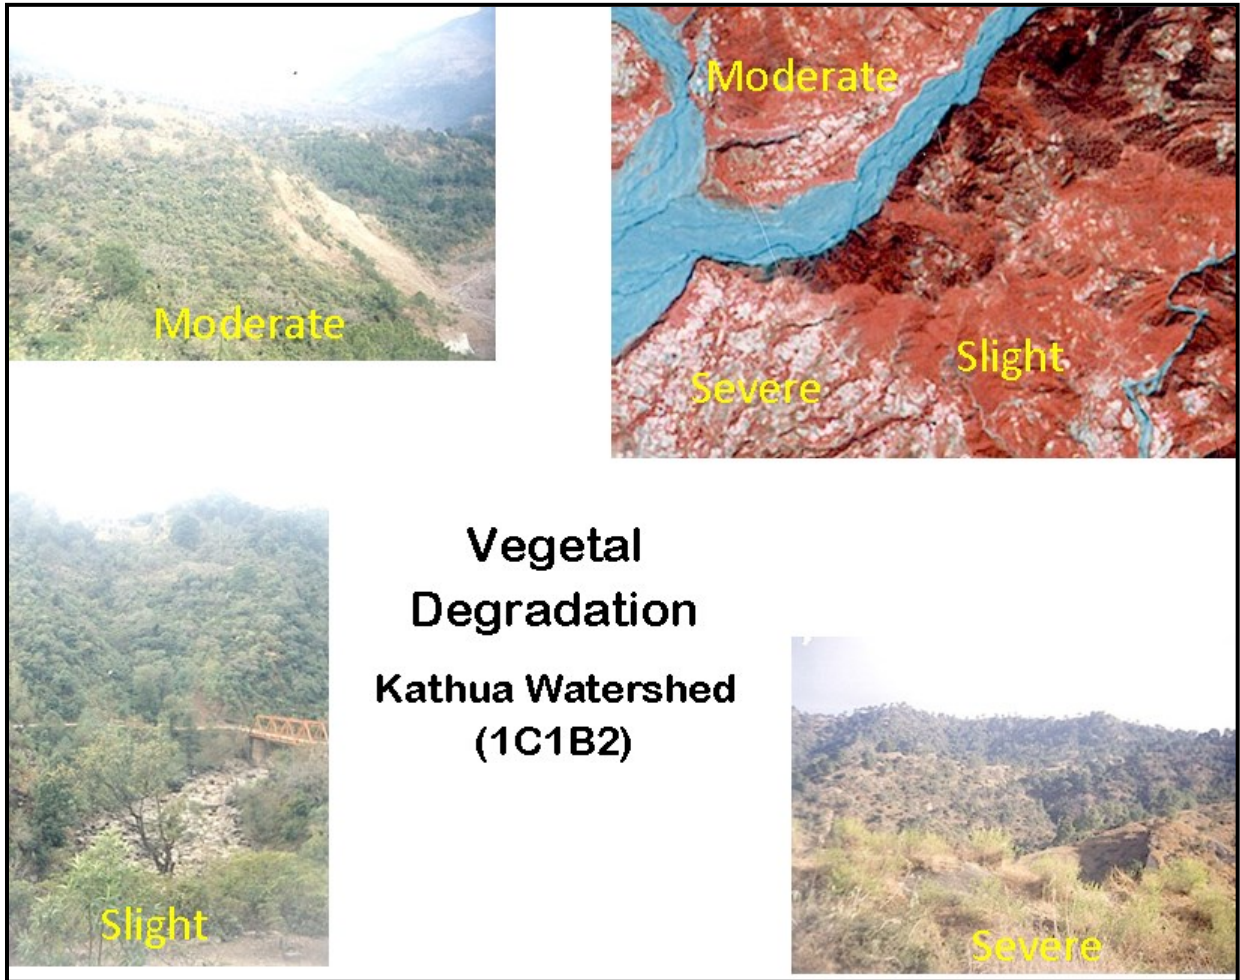 Moderate
Moderate
Severe
Slight
Vegetal
Degradation
Kathua Watershed
(1C1B2)
Slight
Severe